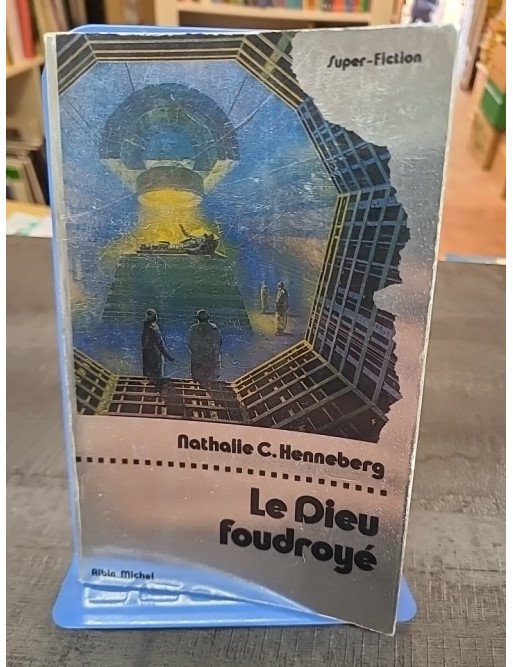 Super-Fiction
Nathalie C. Henneberg
Le Dieu
foudroyé
Albin Michel